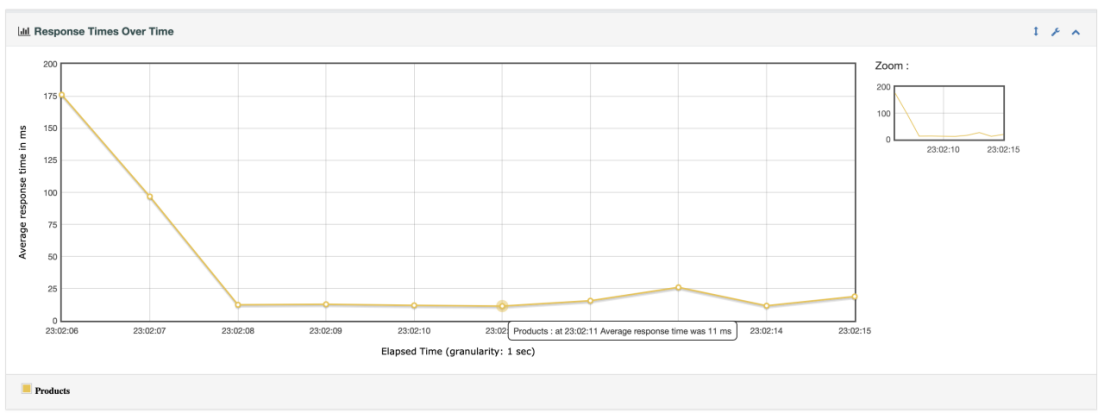 Response Times Over Time
Zoom :
200
175
150
125
100
75
50
25
0
Average response time in ms
23:02:06 23:02:07 23:02:08 23:02:09 23:02:10 23:02: 23:02:14 23:02:15
Products : at 23:02:11 Average response time was 11 ms
Elapsed Time (granularity: 1 sec)
200
100
0
23:02:10 23:02:15
Products